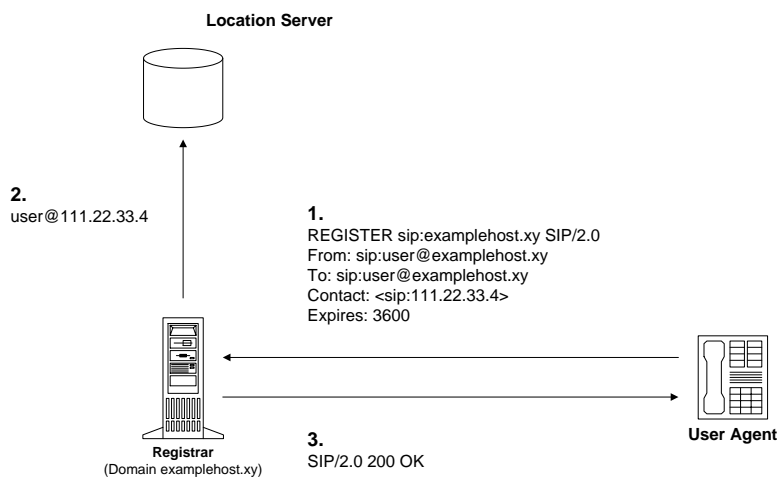 Location Server
2.
user@111.22.33.4
1.
REGISTER sip:examplehost.xy SIP/2.0
From: sip:user@examplehost.xy
To: sip:user@examplehost.xy
Contact: <sip:111.22.33.4>
Expires: 3600
User Agent
Registrar
(Domain examplehost.xy)
3.
SIP/2.0 200 OK